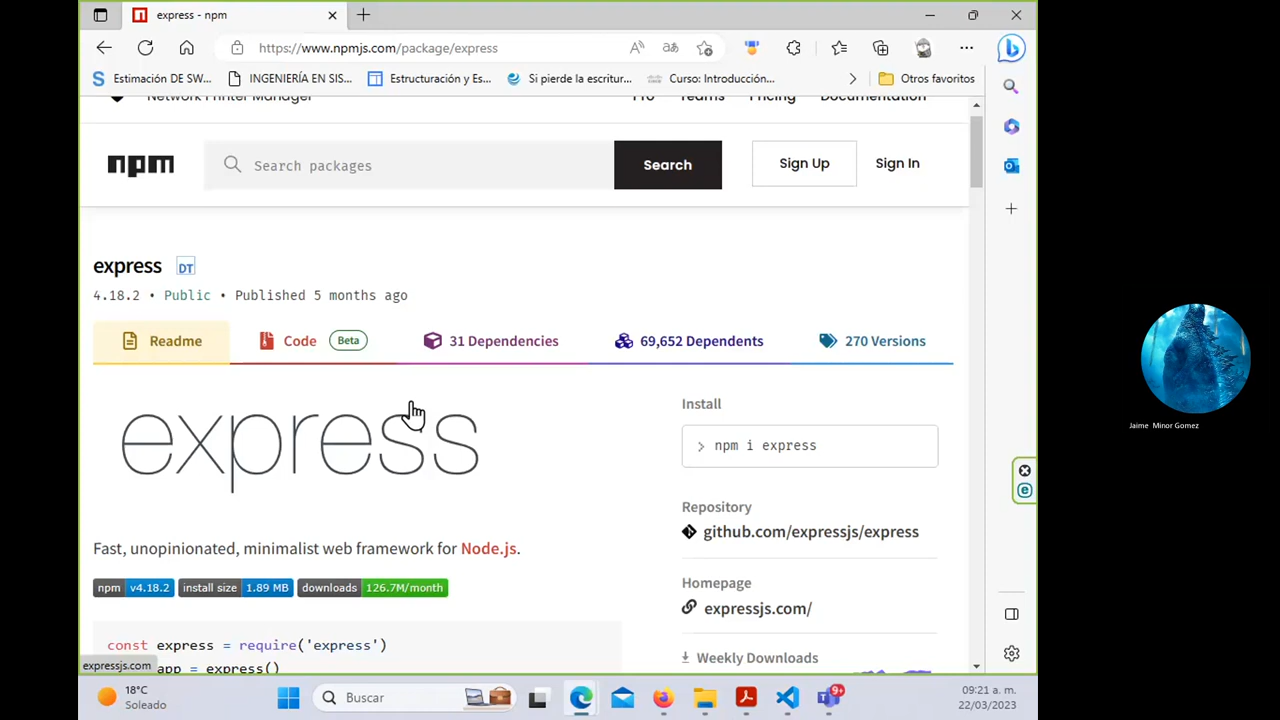 express - npm
https://www.npmjs.com/package/express
Estimación DE SW...
INGENIERÍA EN SIS...
Estructuración y Es...
Si pierde la escritur...
Curso: Introducción...
Otros favoritos
Network Printer Manager
Pro
Teams
Pricing
Documentation
npm
Search packages
Search
Sign Up
Sign In
express DT
4.18.2 • Public • Published 5 months ago
Readme
Code Beta
31 Dependencies
69,652 Dependents
270 Versions
express
Install
> npm i express
Repository
github.com/expressjs/express
Fast, unopinionated, minimalist web framework for Node.js.
Homepage
npm v4.18.2 install size 1.89 MB downloads 126.7M/month
expressjs.com/
const express = require('express')
app = express()
Weekly Downloads
expressjs.com
Jaime Minor Gomez
18°C
Soleado
Buscar
9+
09:21 a. m.
22/03/2023